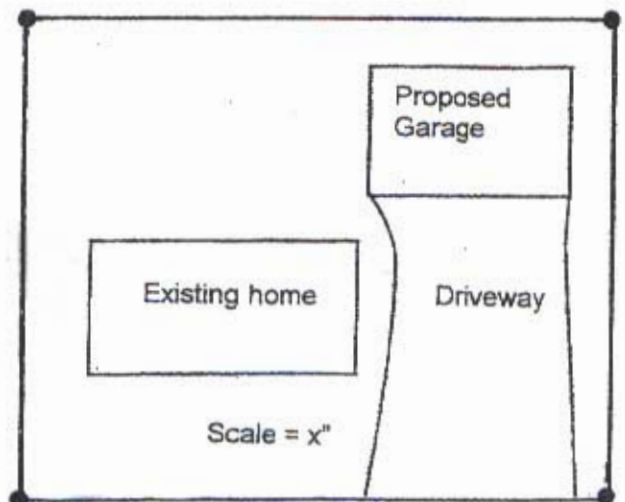 Proposed
Garage
Existing home
Driveway
Scale = x"